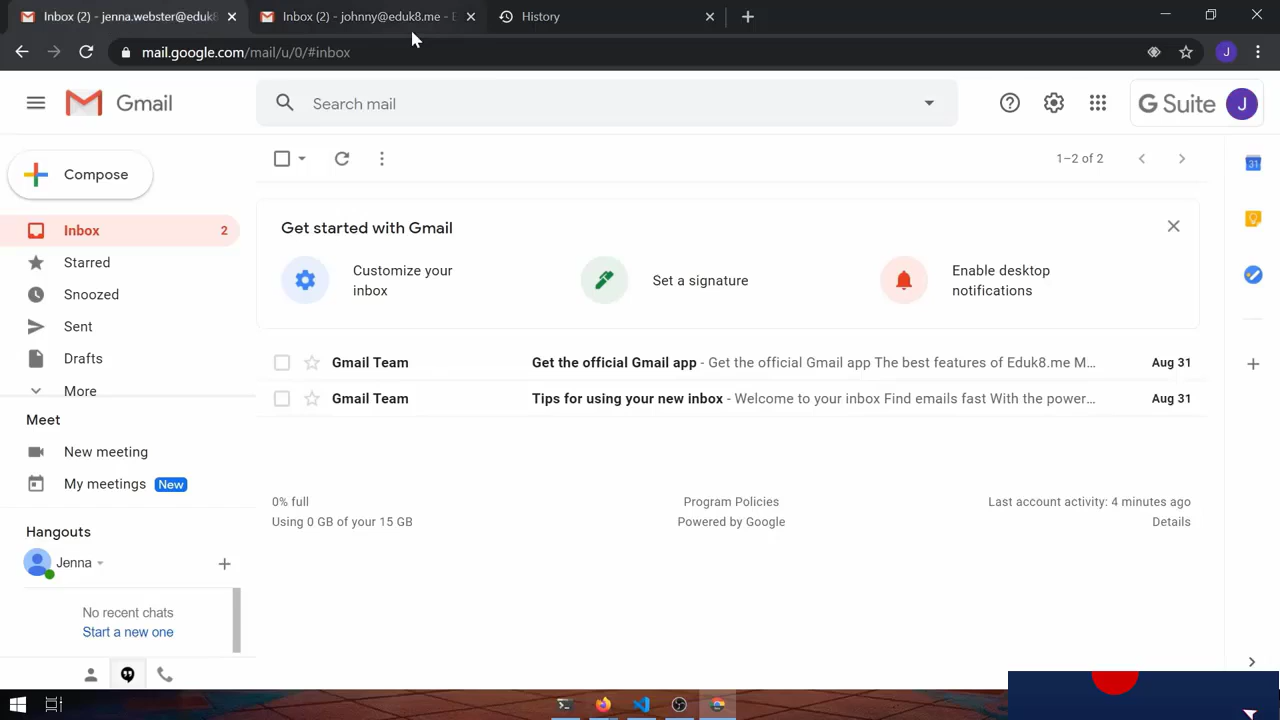 Inbox (2) - jenna.webster@eduk8
Inbox (2) - johnny@eduk8.me - E
History
mail.google.com/mail/u/0/#inbox
J
Gmail
Search mail
G Suite
J
Compose
1–2 of 2
31
Inbox
2
Get started with Gmail
Starred
Customize your
inbox
Set a signature
Enable desktop
notifications
Snoozed
Sent
Drafts
Gmail Team
Get the official Gmail app - Get the official Gmail app The best features of Eduk8.me M…
Aug 31
More
Gmail Team
Tips for using your new inbox - Welcome to your inbox Find emails fast With the power…
Aug 31
Meet
New meeting
My meetings
New
0% full
Using 0 GB of your 15 GB
Program Policies
Powered by Google
Last account activity: 4 minutes ago
Details
Hangouts
Jenna
No recent chats
Start a new one